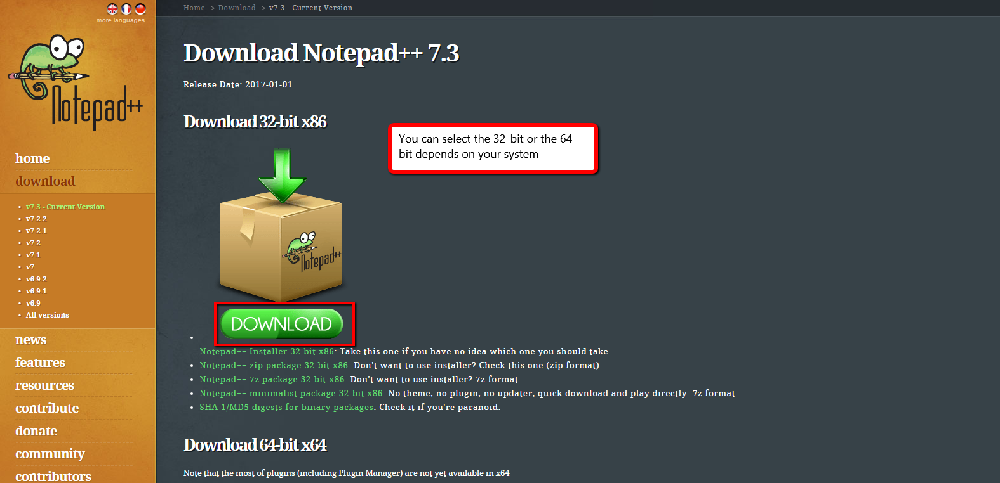 more languages
Notepad++
home
download
v7.3 - Current Version
v7.2.2
v7.2.1
v7.2
v7.1
v7
v6.9.2
v6.9.1
v6.9
All versions
news
features
resources
contribute
donate
community
contributors
Home > Download > v7.3 - Current Version
Download Notepad++ 7.3
Release Date: 2017-01-01
Download 32-bit x86
You can select the 32-bit or the 64-
bit depends on your system
Notepad++
DOWNLOAD
Notepad++ Installer 32-bit x86: Take this one if you have no idea which one you should take.
Notepad++ zip package 32-bit x86: Don't want to use installer? Check this one (zip format).
Notepad++ 7z package 32-bit x86: Don't want to use installer? 7z format.
Notepad++ minimalist package 32-bit x86: No theme, no plugin, no updater, quick download and play directly. 7z format.
SHA-1/MD5 digests for binary packages: Check it if you're paranoid.
Download 64-bit x64
Note that the most of plugins (including Plugin Manager) are not yet available in x64